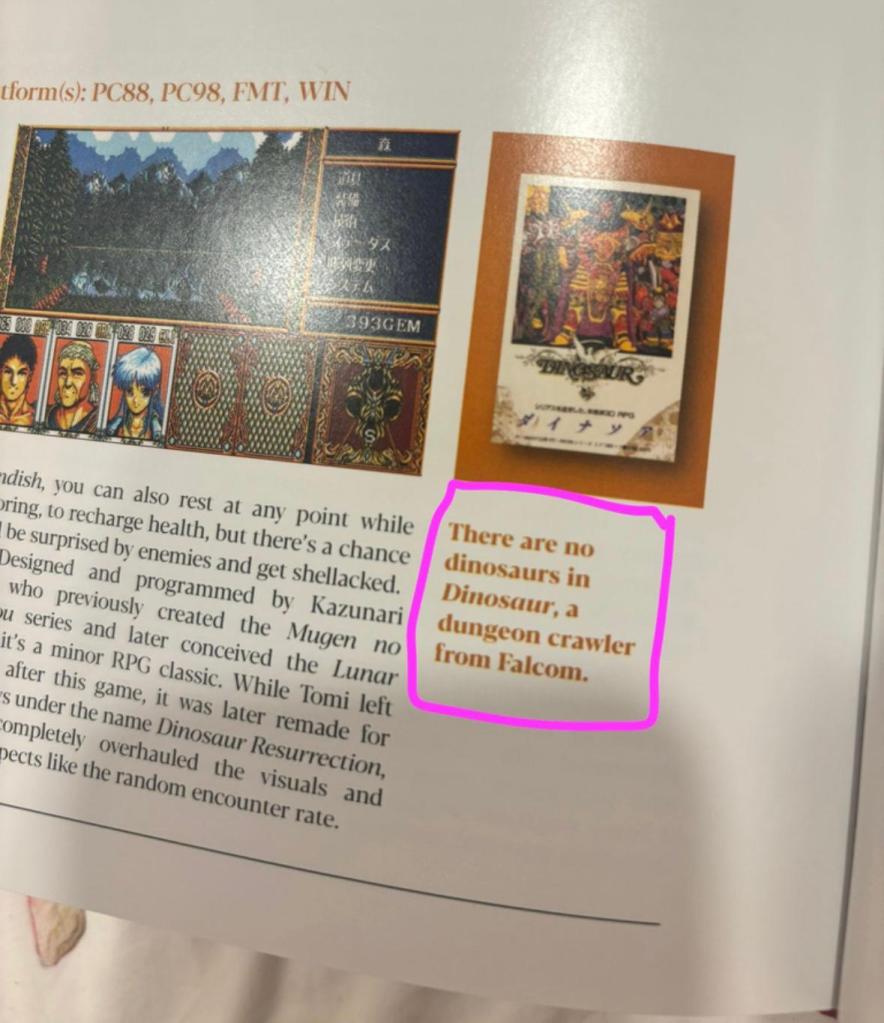 tform(s): PC88, PC98, FMT, WIN
森
道具
装備
ステータス
隊列変更
システム
393GEM
S
DINOSAUR
ダイナソア
ndish, you can also rest at any point while
oring, to recharge health, but there's a chance
l be surprised by enemies and get shellacked.
Designed and programmed by Kazunari
who previously created the Mugen no
ou series and later conceived the Lunar
it's a minor RPG classic. While Tomi left
after this game, it was later remade for
s under the name Dinosaur Resurrection,
completely overhauled the visuals and
pects like the random encounter rate.
There are no
dinosaurs in
Dinosaur, a
dungeon crawler
from Falcom.